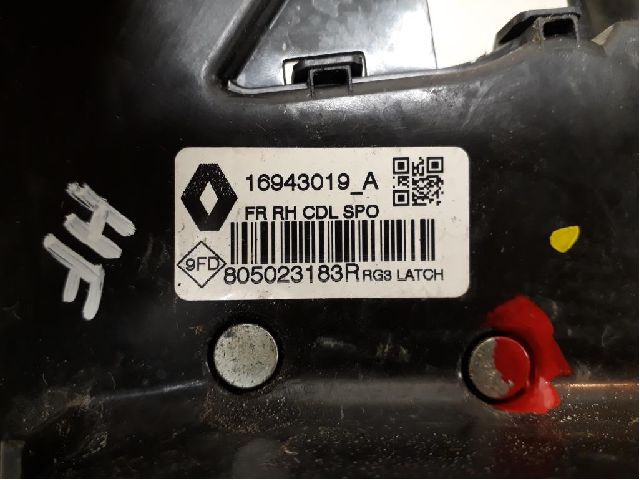 16943019_A
FR RH CDL SPO
9FD
805023183R RG3 LATCH
HF